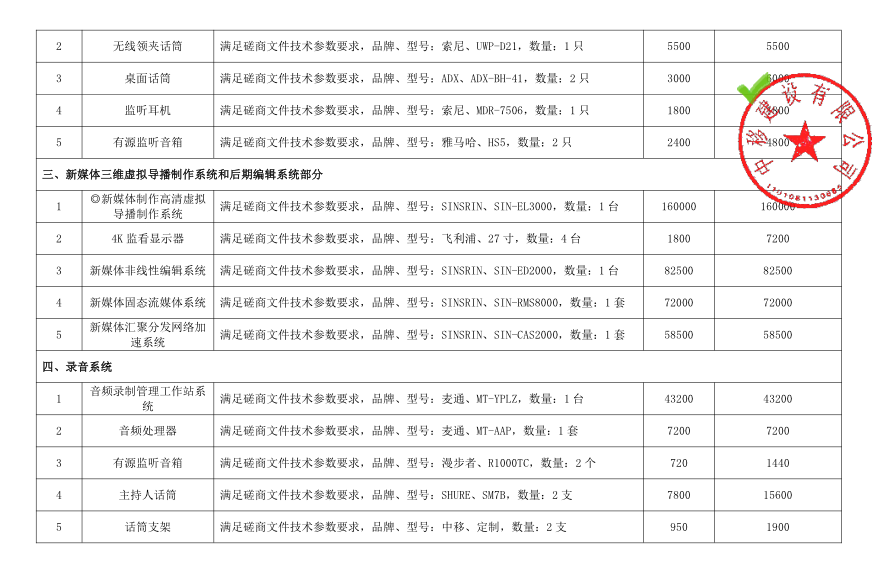 2 无线领夹话筒 满足磋商文件技术参数要求，品牌、型号：索尼、UWP-D21，数量：1 只 5500 5500
3 桌面话筒 满足磋商文件技术参数要求，品牌、型号：ADX、ADX-BH-41，数量：2 只 3000 6000
4 监听耳机 满足磋商文件技术参数要求，品牌、型号：索尼、MDR-7506，数量：1 只 1800 1800
5 有源监听音箱 满足磋商文件技术参数要求，品牌、型号：雅马哈、HS5，数量：2 只 2400 4800
中移建设有限公司
三、新媒体三维虚拟导播制作系统和后期编辑系统部分
1 ◎新媒体制作高清虚拟
导播制作系统 满足磋商文件技术参数要求，品牌、型号：SINSRIN、SIN-EL3000，数量：1 台 160000 160000
2 4K 监看显示器 满足磋商文件技术参数要求，品牌、型号：飞利浦、27 寸，数量：4 台 1800 7200
3 新媒体非线性编辑系统 满足磋商文件技术参数要求，品牌、型号：SINSRIN、SIN-ED2000，数量：1 台 82500 82500
4 新媒体固态流媒体系统 满足磋商文件技术参数要求，品牌、型号：SINSRIN、SIN-RMS8000，数量：1 套 72000 72000
5 新媒体汇聚分发网络加
速系统 满足磋商文件技术参数要求，品牌、型号：SINSRIN、SIN-CAS2000，数量：1 套 58500 58500
四、录音系统
1 音频录制管理工作站系
统 满足磋商文件技术参数要求，品牌、型号：麦通、MT-YPLZ，数量：1 台 43200 43200
2 音频处理器 满足磋商文件技术参数要求，品牌、型号：麦通、MT-AAP，数量：1 套 7200 7200
3 有源监听音箱 满足磋商文件技术参数要求，品牌、型号：漫步者、R1000TC，数量：2 个 720 1440
4 主持人话筒 满足磋商文件技术参数要求，品牌、型号：SHURE、SM7B，数量：2 支 7800 15600
5 话筒支架 满足磋商文件技术参数要求，品牌、型号：中移、定制，数量：2 支 950 1900